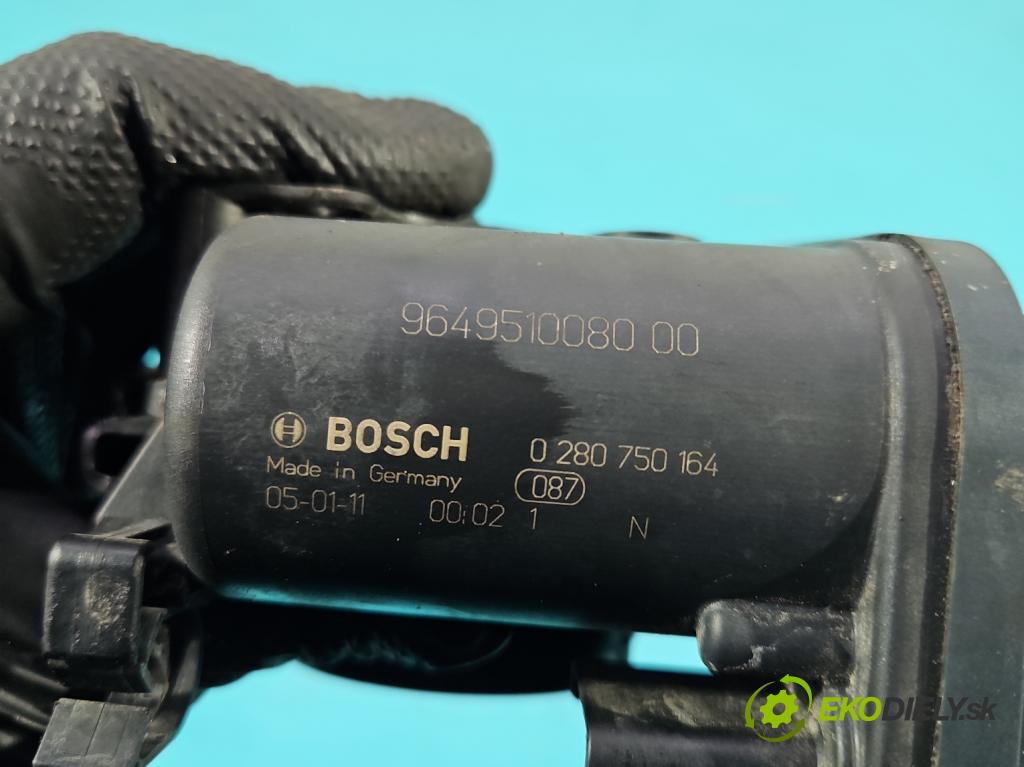 9649510080 00
BOSCH 0 280 750 164
Made in Germany 087
05-01-11 00:02 1 N
EKODIELY.sk